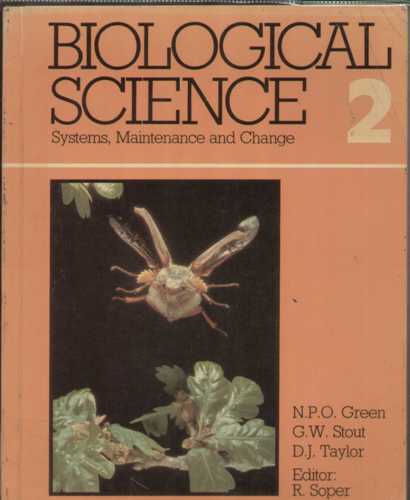 BIOLOGICAL
SCIENCE
2
Systems, Maintenance and Change
N.P.O. Green
G.W. Stout
D.J. Taylor
Editor:
R. Soper